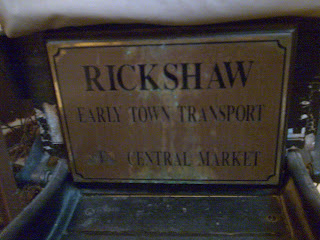 RICKSHAW
EARLY TOWN TRANSPORT
CENTRAL MARKET